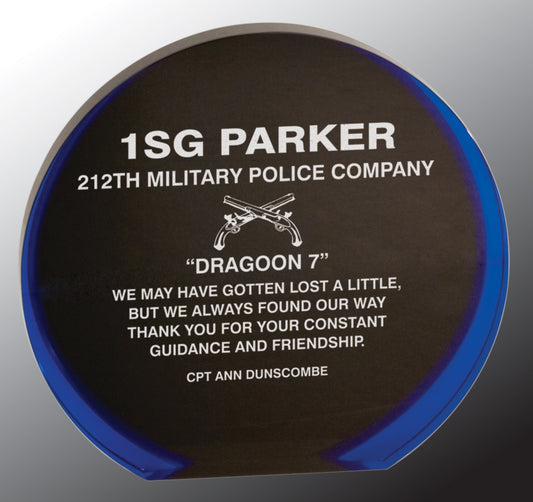 1SG PARKER
212TH MILITARY POLICE COMPANY
“DRAGOON 7”
WE MAY HAVE GOTTEN LOST A LITTLE,
BUT WE ALWAYS FOUND OUR WAY
THANK YOU FOR YOUR CONSTANT
GUIDANCE AND FRIENDSHIP.
CPT ANN DUNSCOMBE